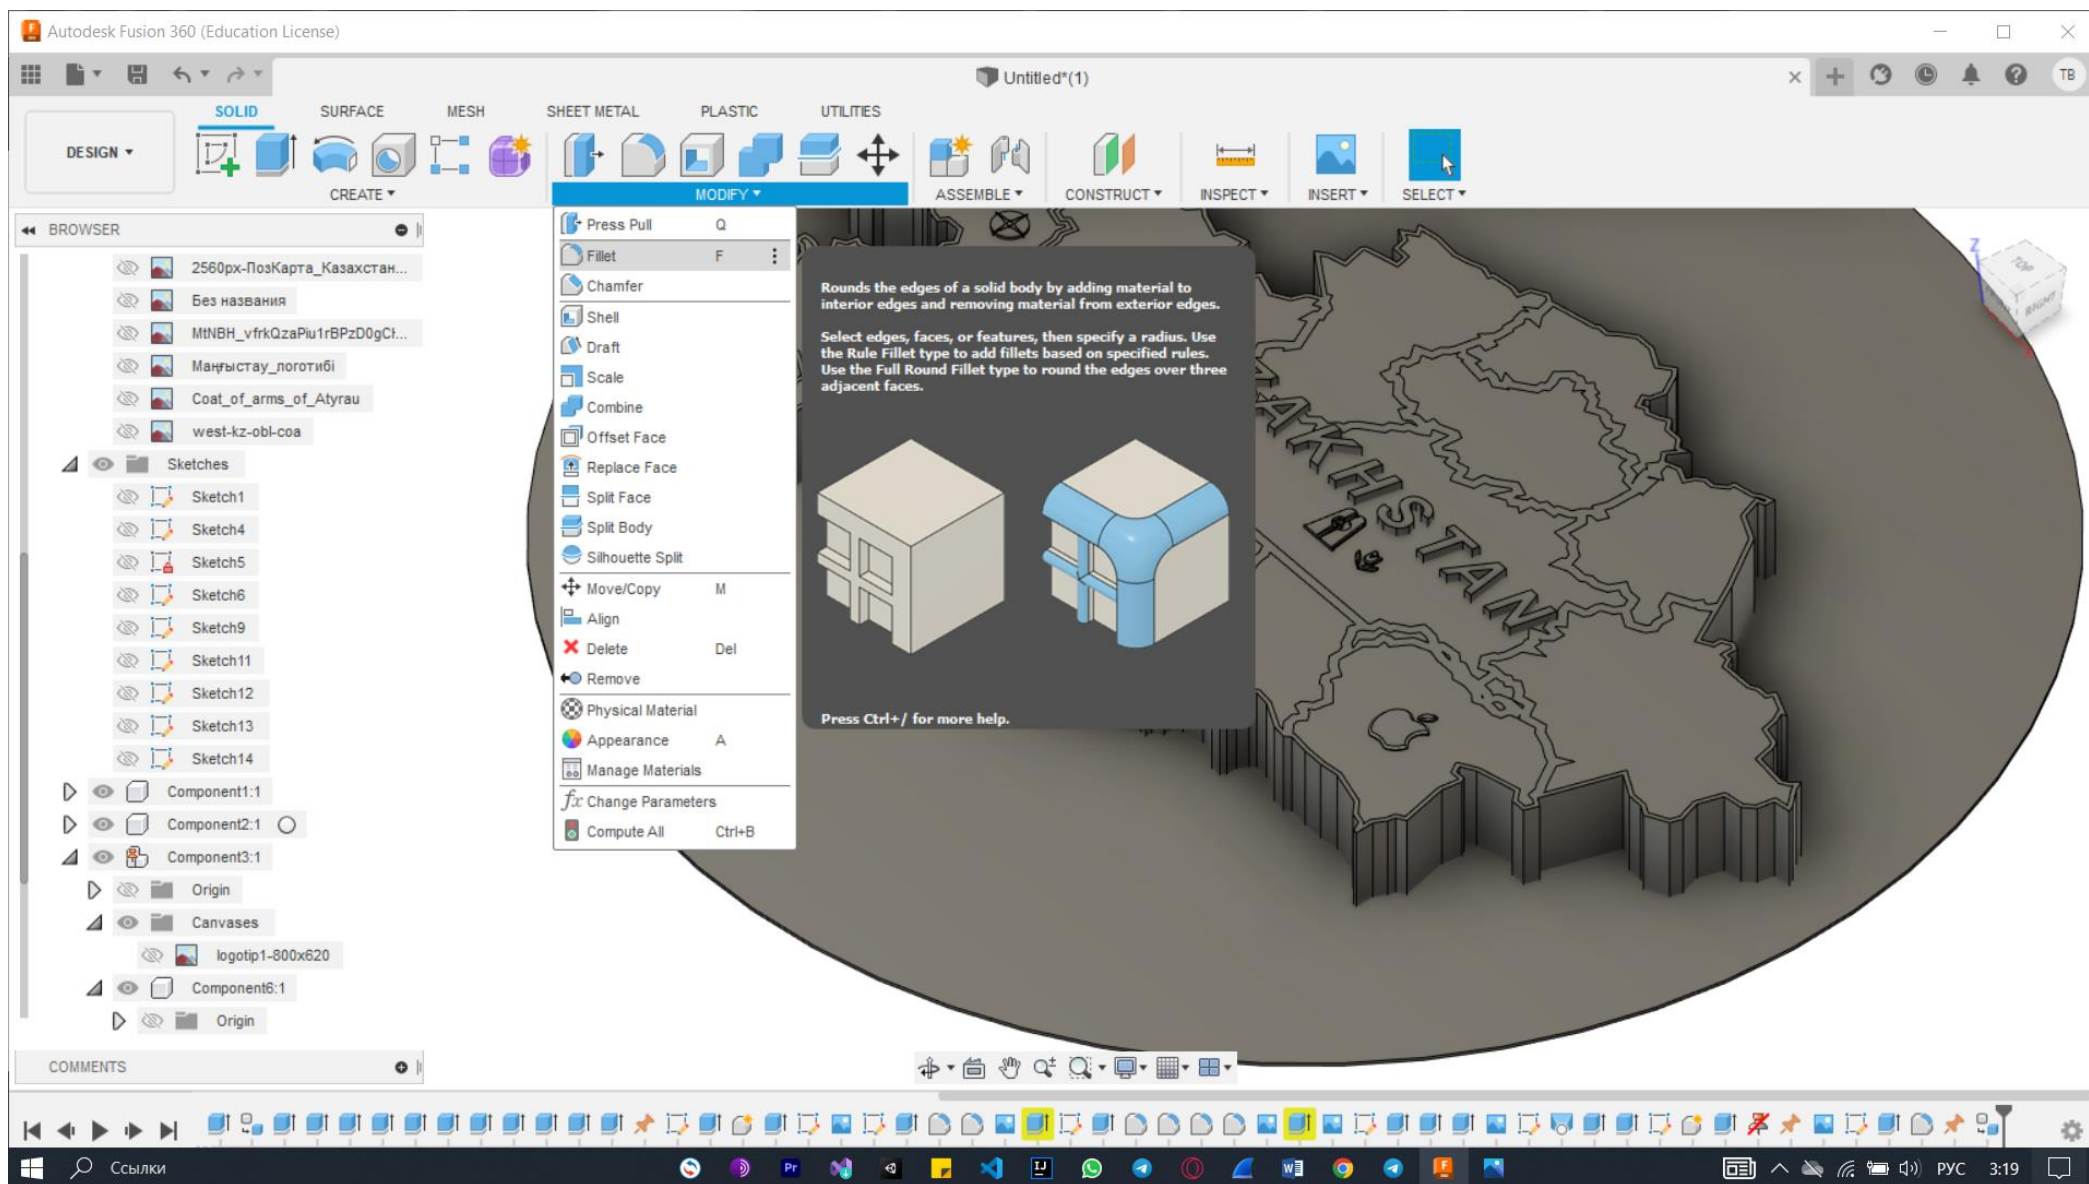 Autodesk Fusion 360 (Education License)
Untitled*(1)
TB
DESIGN
SOLID
SURFACE
MESH
SHEET METAL
PLASTIC
UTILITIES
CREATE
MODIFY
ASSEMBLE
CONSTRUCT
INSPECT
INSERT
SELECT
BROWSER
2560px-ПозКарта_Казахстан...
Без названия
MtNBH_vfrkQzaPiu1rBPzD0gCł...
Маңғыстау_логотибі
Coat_of_arms_of_Atyrau
west-kz-obl-coa
Sketches
Sketch1
Sketch4
Sketch5
Sketch6
Sketch9
Sketch11
Sketch12
Sketch13
Sketch14
Component1:1
Component2:1
Component3:1
Origin
Canvases
logotip1-800x620
Component6:1
Origin
COMMENTS
Press Pull Q
Fillet F
Chamfer
Shell
Draft
Scale
Combine
Offset Face
Replace Face
Split Face
Split Body
Silhouette Split
Move/Copy M
Align
Delete Del
Remove
Physical Material
Appearance A
Manage Materials
fx Change Parameters
Compute All Ctrl+B
Rounds the edges of a solid body by adding material to
interior edges and removing material from exterior edges.
Select edges, faces, or features, then specify a radius. Use
the Rule Fillet type to add fillets based on specified rules.
Use the Full Round Fillet type to round the edges over three
adjacent faces.
Press Ctrl+/ for more help.
AKHSTAN
Z
TOP
RIGHT
X
Ссылки
Pr
IJ
РУС
3:19